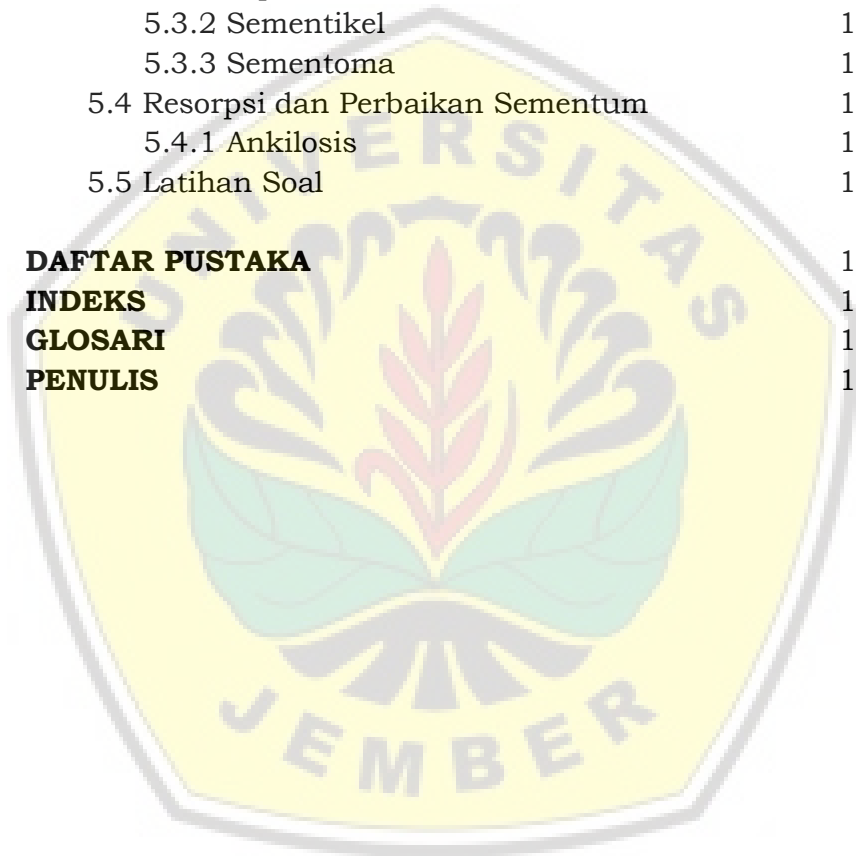 5.3.2 Sementikel 1
5.3.3 Sementoma 1
5.4 Resorpsi dan Perbaikan Sementum 1
5.4.1 Ankilosis 1
5.5 Latihan Soal 1
DAFTAR PUSTAKA 1
INDEKS 1
GLOSARI 1
PENULIS 1
UNIVERSITAS
JEMBER